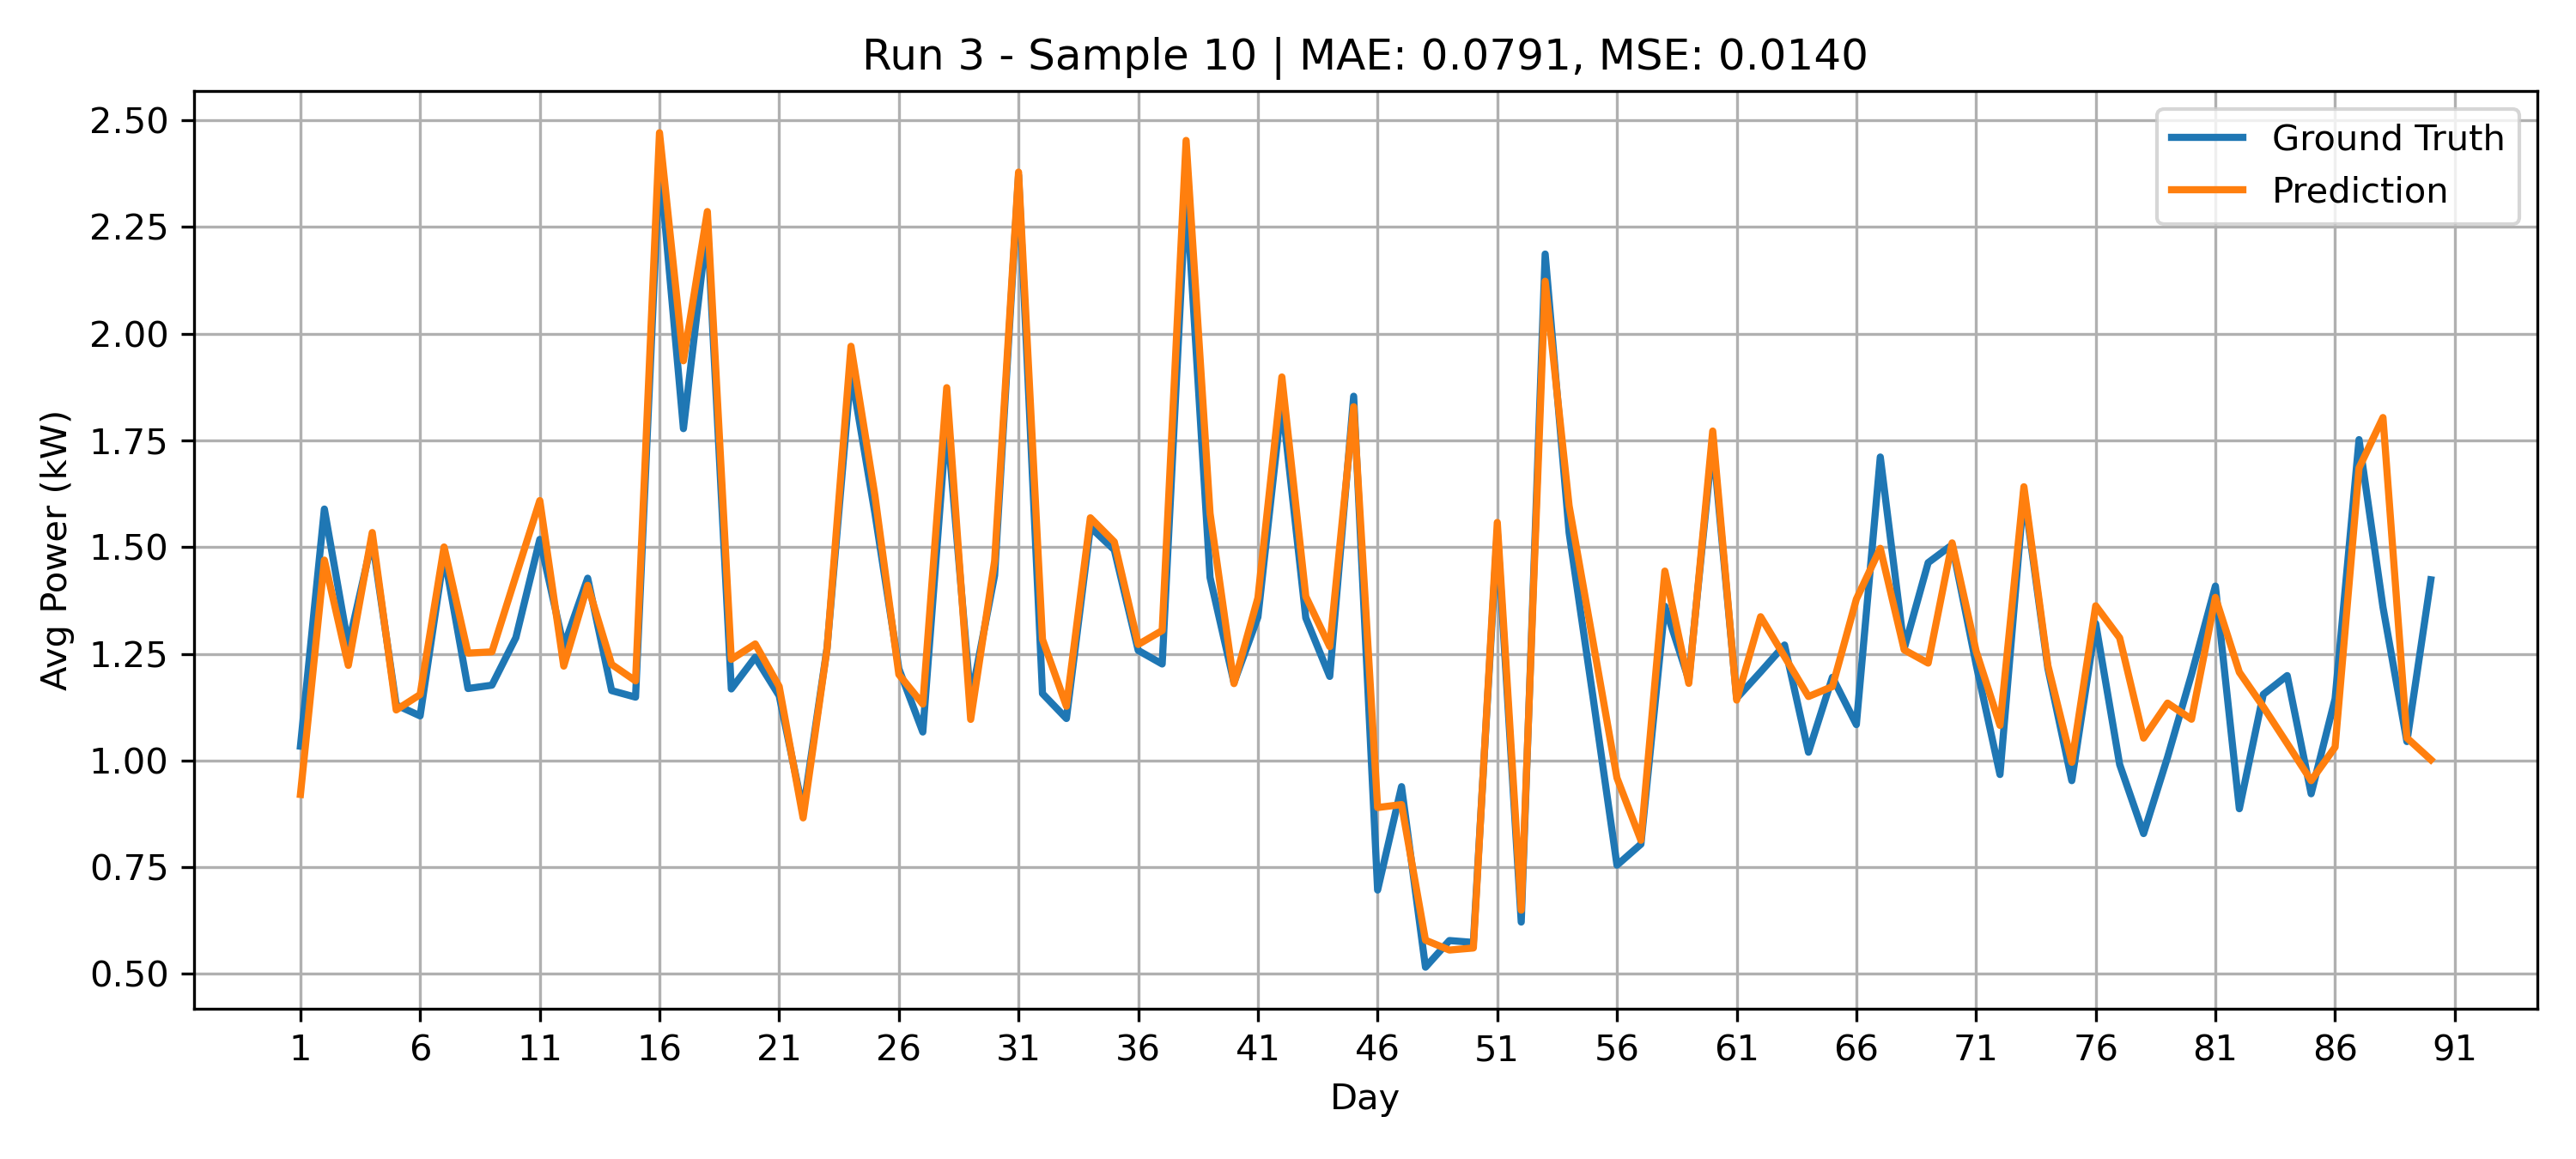 Run 3 - Sample 10 | MAE: 0.0791, MSE: 0.0140
Ground Truth
Prediction
Avg Power (kW)
2.50
2.25
2.00
1.75
1.50
1.25
1.00
0.75
0.50
1 6 11 16 21 26 31 36 41 46 51 56 61 66 71 76 81 86 91
Day